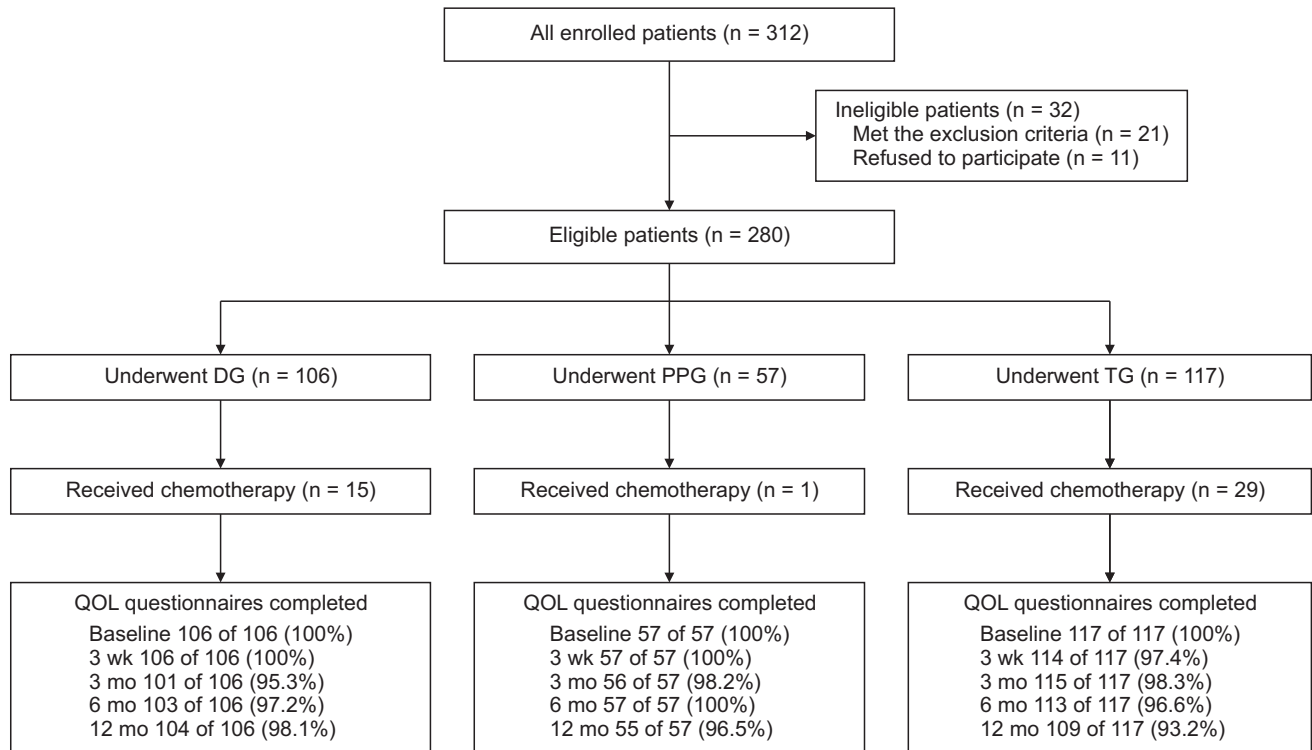 All enrolled patients (n = 312)
Ineligible patients (n = 32)
Met the exclusion criteria (n = 21)
Refused to participate (n = 11)
Eligible patients (n = 280)
Underwent DG (n = 106)
Underwent PPG (n = 57)
Underwent TG (n = 117)
Received chemotherapy (n = 15)
Received chemotherapy (n = 1)
Received chemotherapy (n = 29)
QOL questionnaires completed
Baseline 106 of 106 (100%)
3 wk 106 of 106 (100%)
3 mo 101 of 106 (95.3%)
6 mo 103 of 106 (97.2%)
12 mo 104 of 106 (98.1%)
QOL questionnaires completed
Baseline 57 of 57 (100%)
3 wk 57 of 57 (100%)
3 mo 56 of 57 (98.2%)
6 mo 57 of 57 (100%)
12 mo 55 of 57 (96.5%)
QOL questionnaires completed
Baseline 117 of 117 (100%)
3 wk 114 of 117 (97.4%)
3 mo 115 of 117 (98.3%)
6 mo 113 of 117 (96.6%)
12 mo 109 of 117 (93.2%)